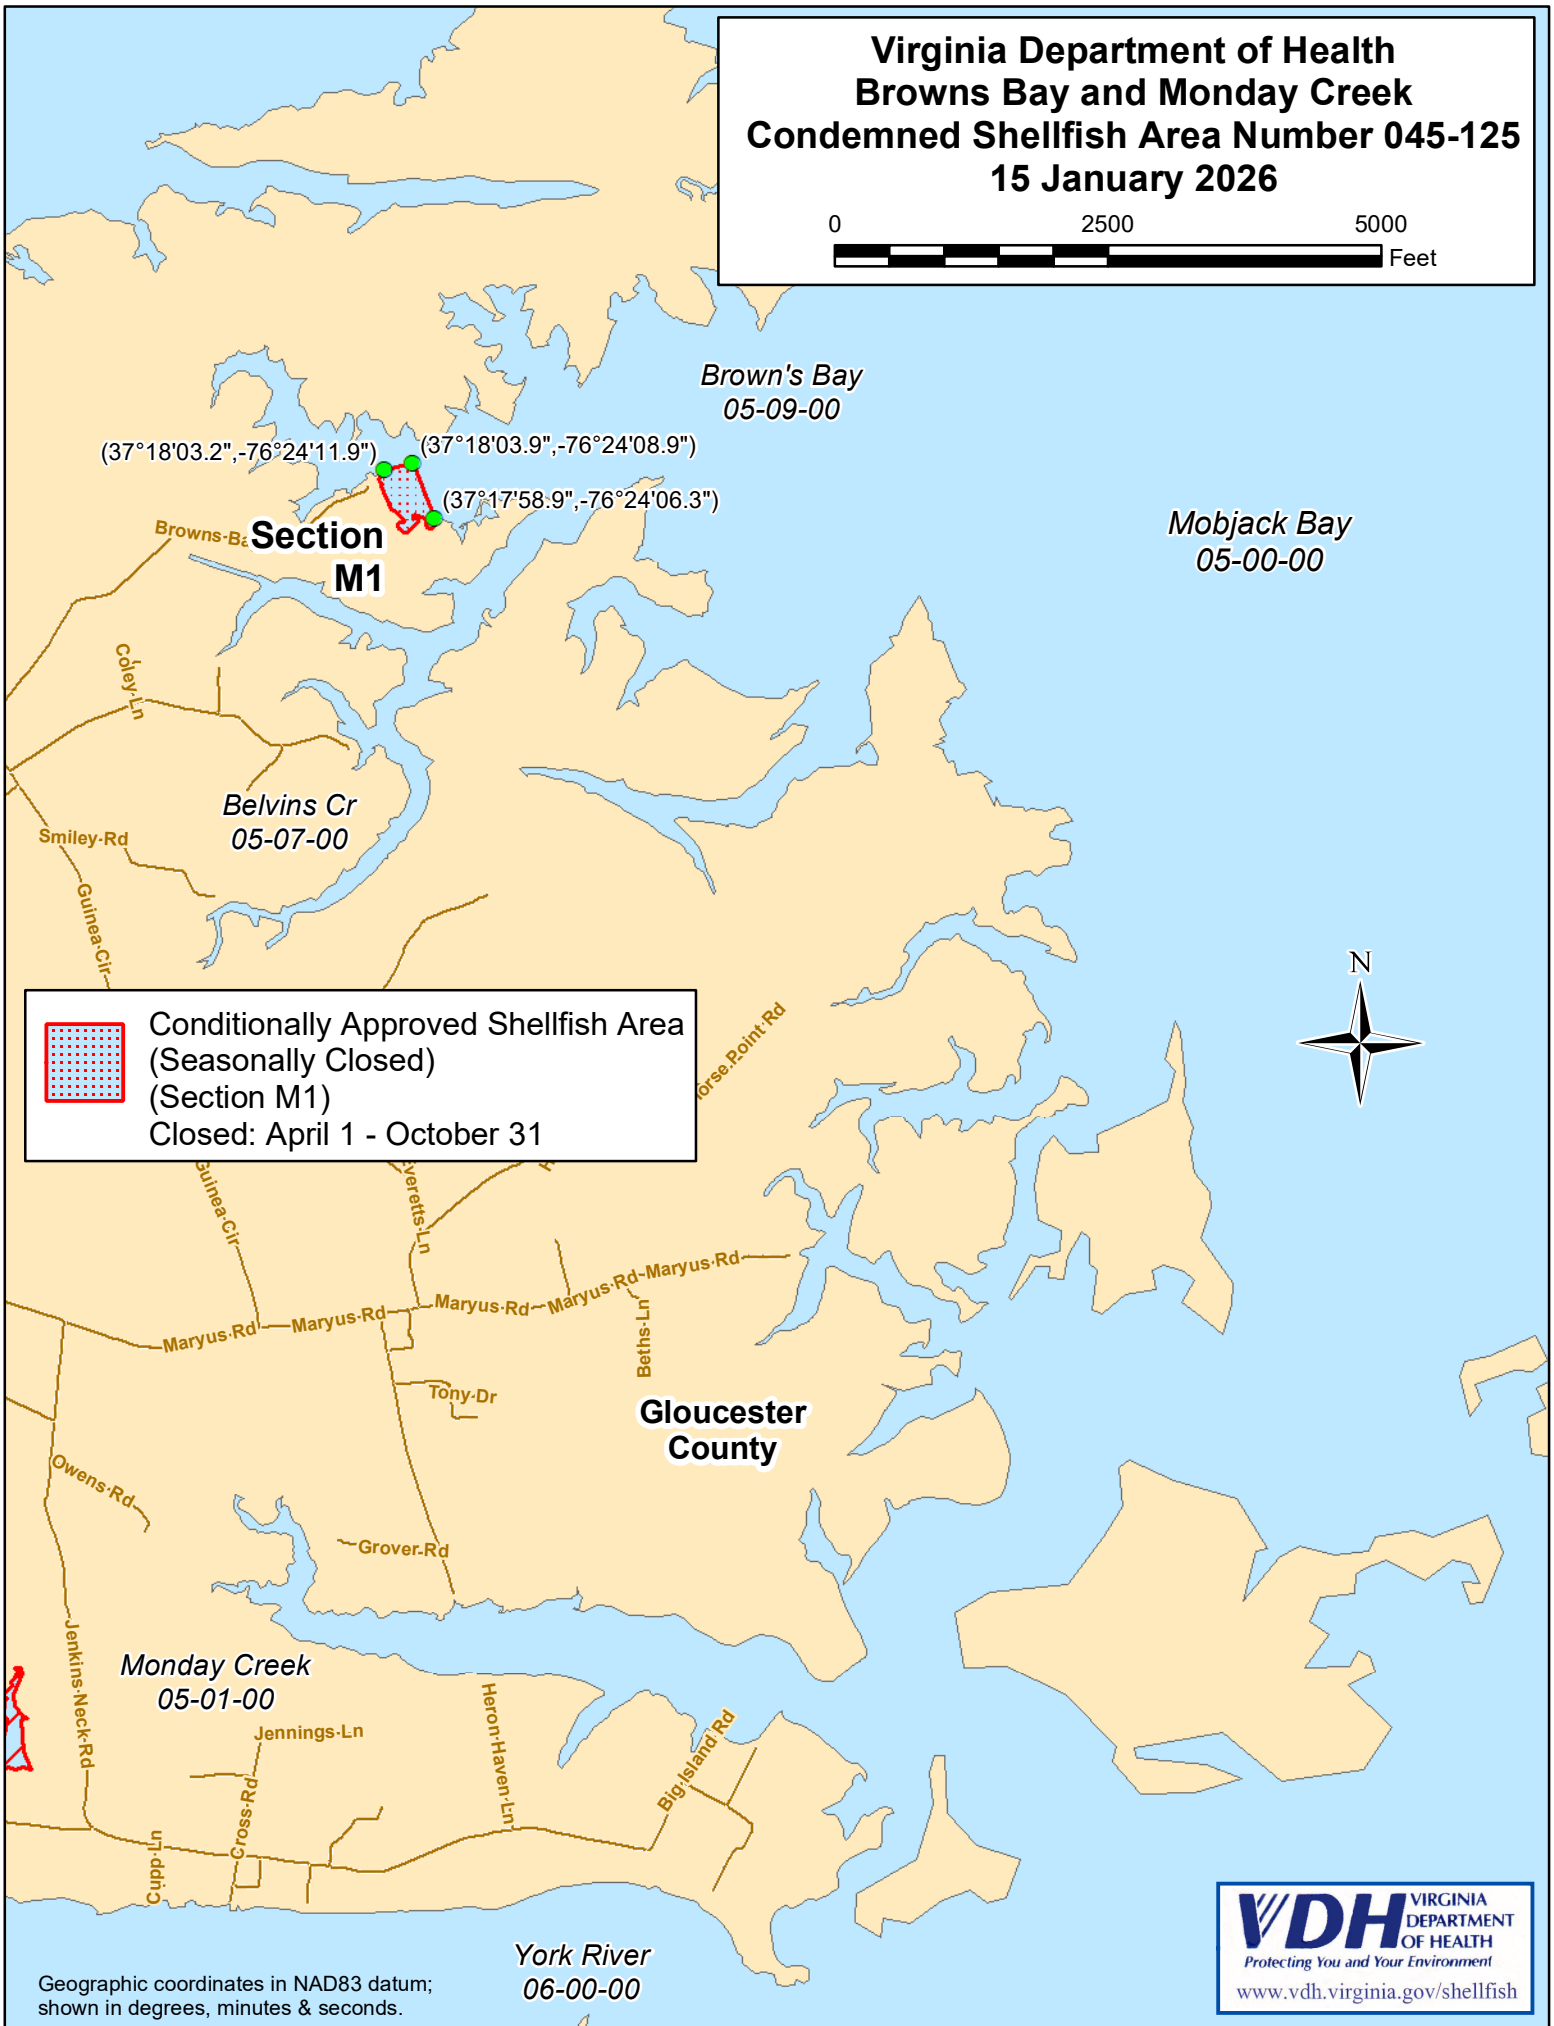 Virginia Department of Health
Browns Bay and Monday Creek
Condemned Shellfish Area Number 045-125
15 January 2026
0 2500 5000
Feet
Brown's Bay
05-09-00
(37°18'03.2",-76°24'11.9")
(37°18'03.9",-76°24'08.9")
(37°17'58.9",-76°24'06.3")
Mobjack Bay
05-00-00
Section
M1
Coley Ln
Belvins Cr
05-07-00
Smiley Rd
Guinea Cir
N
Conditionally Approved Shellfish Area
(Seasonally Closed)
(Section M1)
Closed: April 1 - October 31
Point Rd
Guinea Cir
Everetts Ln
Maryus Rd
Maryus Rd
Maryus Rd
Maryus Rd
Maryus Rd
Beths Ln
Tony Dr
Gloucester
County
Owens Rd
Grover Rd
Jenkins Neck Rd
Monday Creek
05-01-00
Jennings Ln
Heron Haven Ln
Big Island Rd
Cross Rd
Cupp Ln
York River
06-00-00
Geographic coordinates in NAD83 datum;
shown in degrees, minutes & seconds.
VDH
VIRGINIA
DEPARTMENT
OF HEALTH
Protecting You and Your Environment
www.vdh.virginia.gov/shellfish